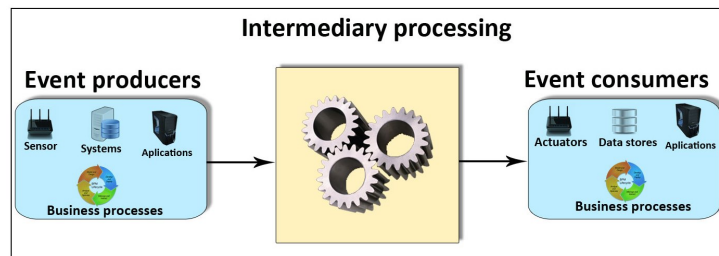 Intermediary processing
Event producers
Event consumers
Sensor
Systems
Aplications
Business processes
Actuators
Data stores
Aplications
Business processes